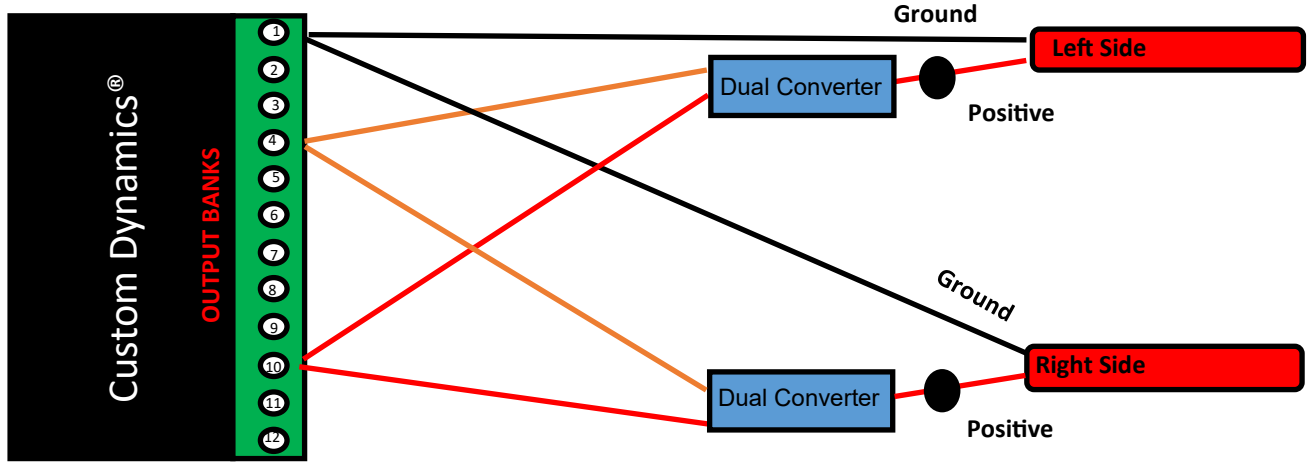 Custom Dynamics®
OUTPUT BANKS
1
2
3
4
5
6
7
8
9
10
11
12
Ground
Left Side
Dual Converter
Positive
Ground
Right Side
Dual Converter
Positive